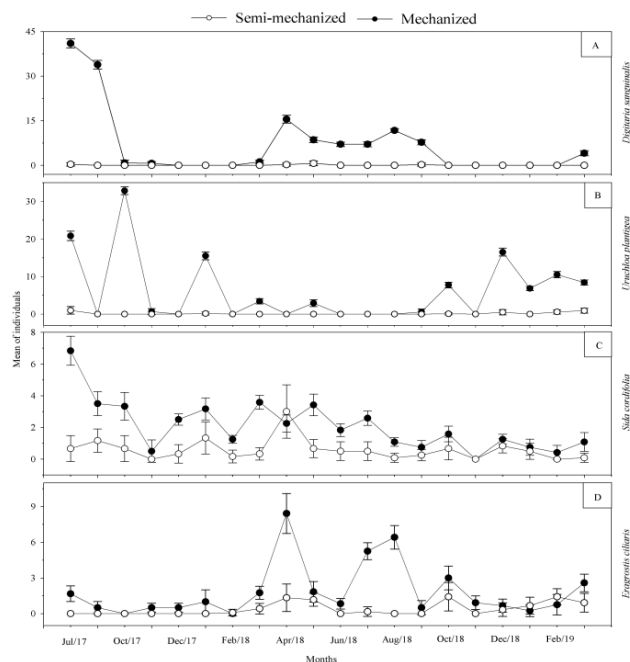 Semi-mechanized Mechanized
45
30
15
0
A
Digitaria sanguinalis
30
20
10
0
B
Urochloa plantigea
Mean of individuals
8
6
4
2
0
C
Sida cordifolia
9
6
3
0
D
Eragrostis ciliaris
Jul/17 Oct/17 Dec/17 Feb/18 Apr/18 Jun/18 Aug/18 Oct/18 Dec/18 Feb/19
Months